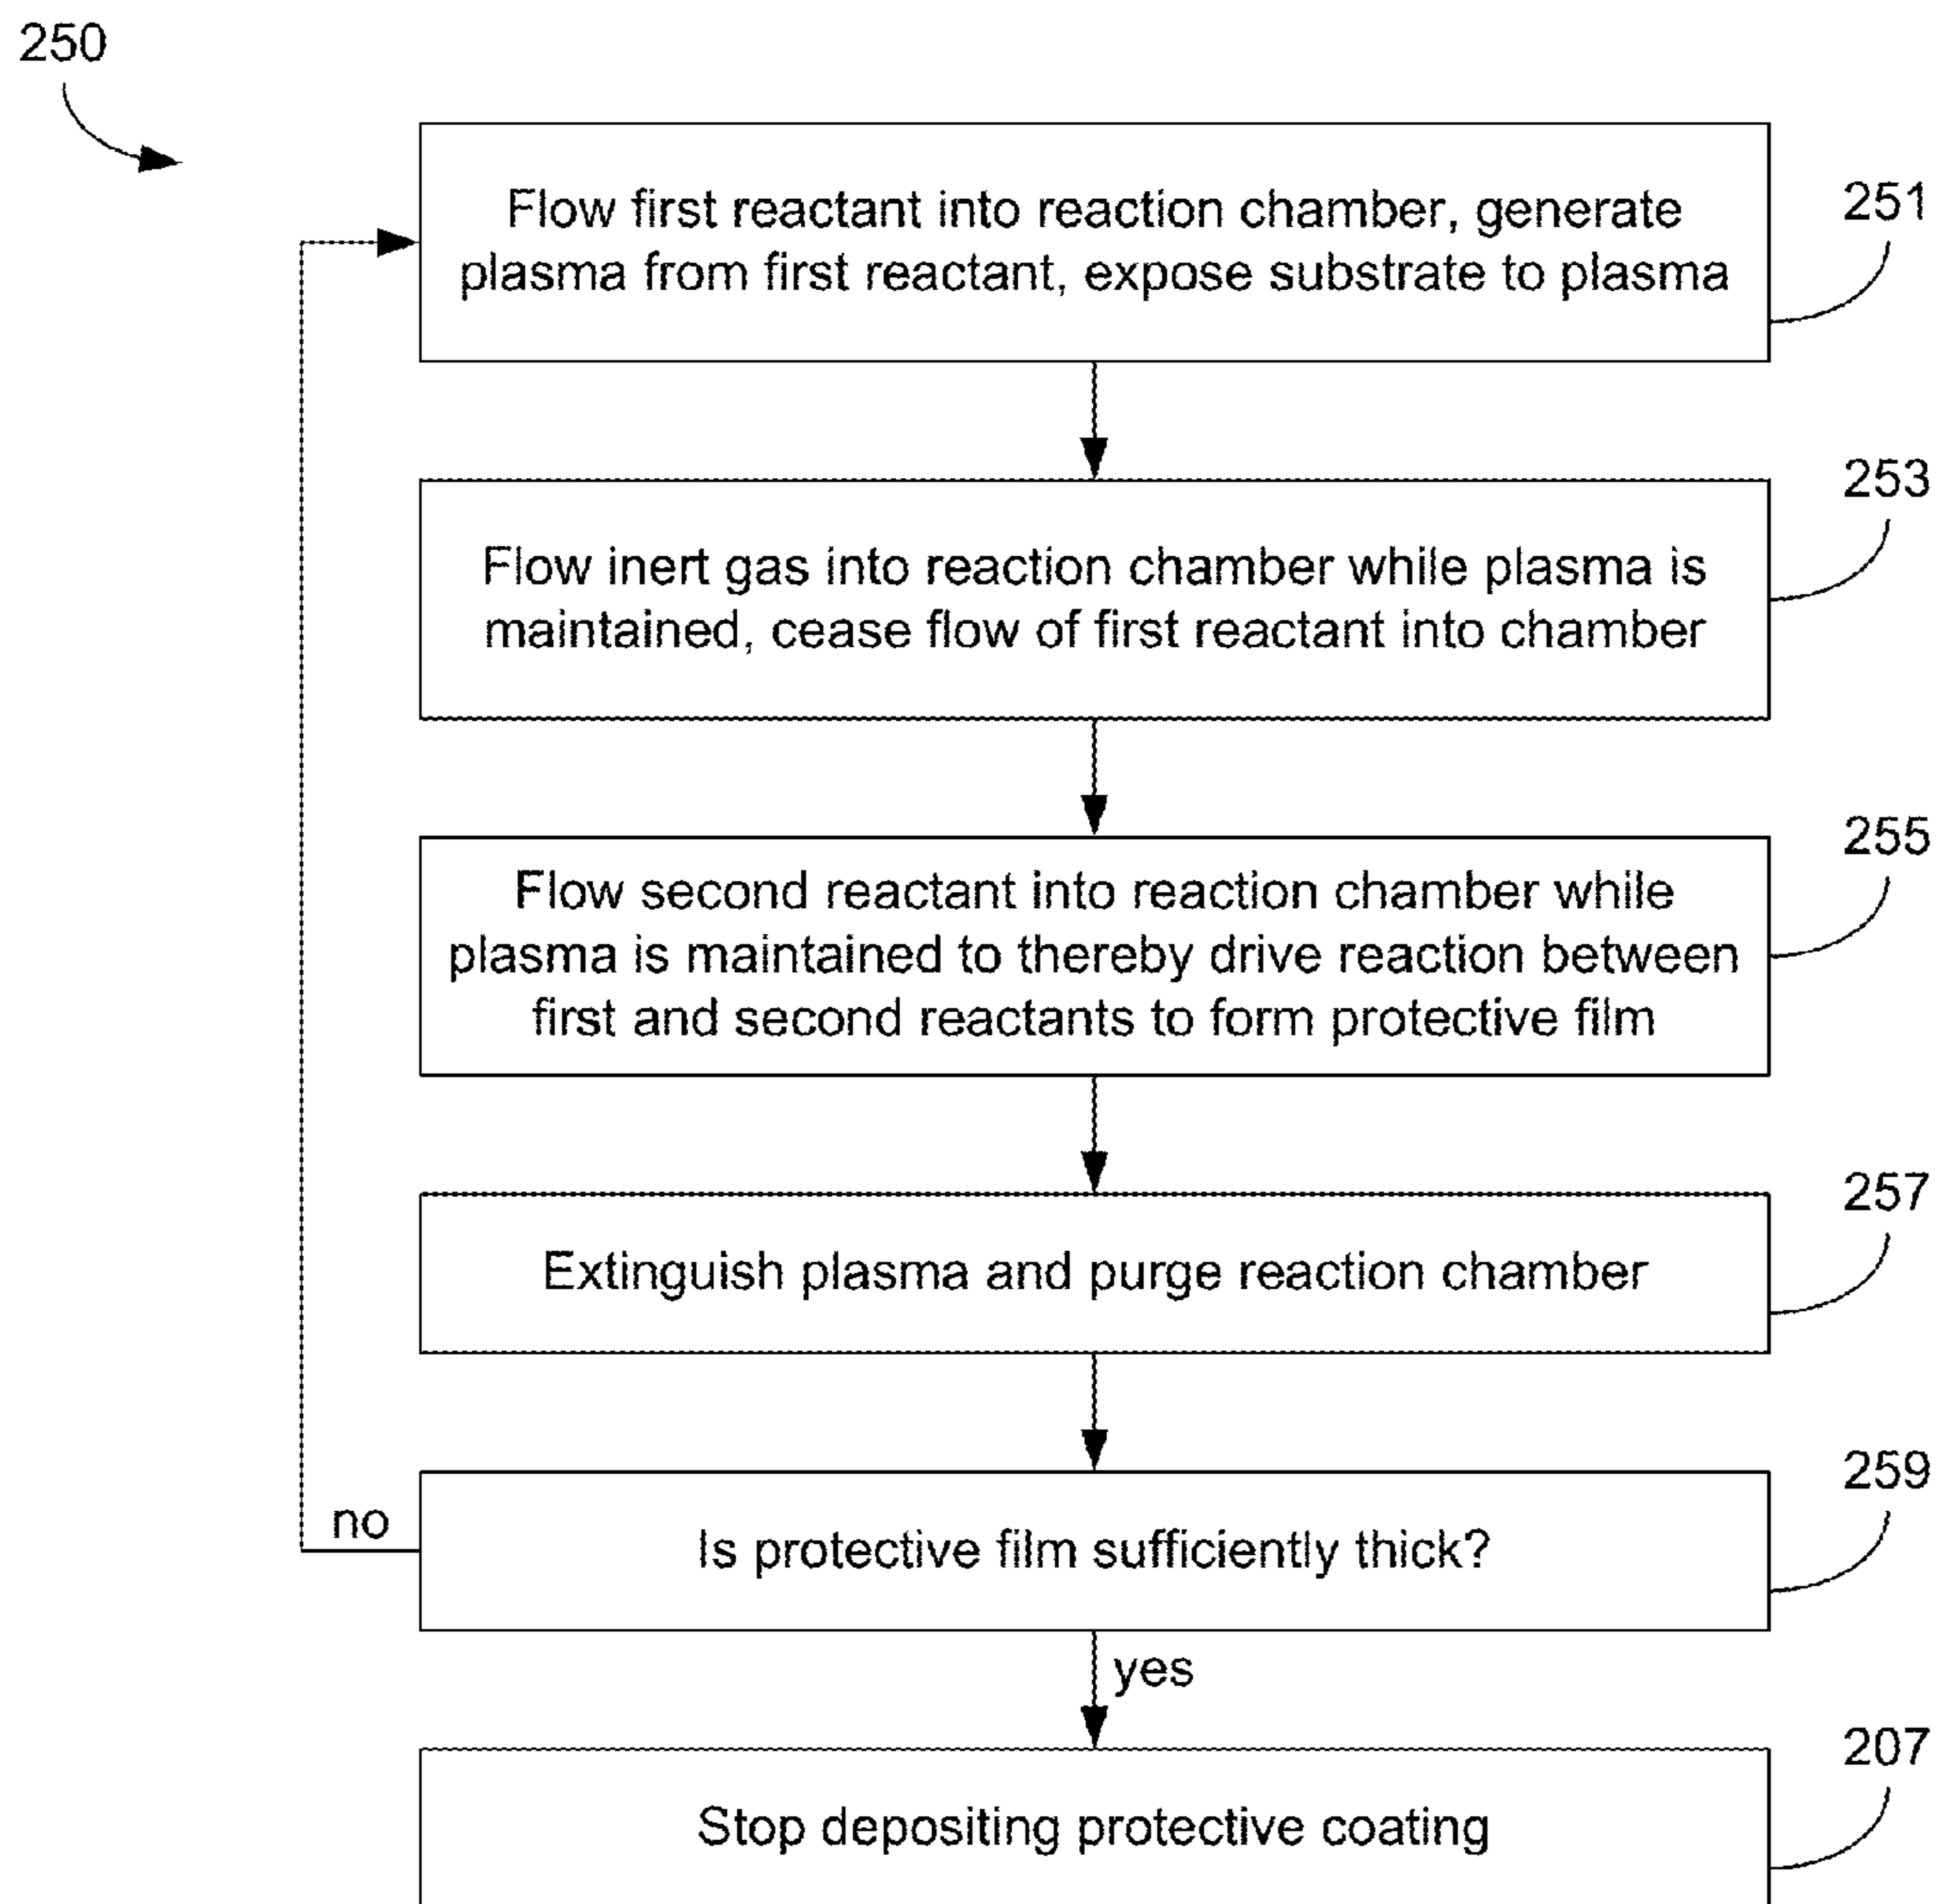 250
Flow first reactant into reaction chamber, generate
plasma from first reactant, expose substrate to plasma
251
Flow inert gas into reaction chamber while plasma is
maintained, cease flow of first reactant into chamber
253
Flow second reactant into reaction chamber while
plasma is maintained to thereby drive reaction between
first and second reactants to form protective film
255
Extinguish plasma and purge reaction chamber
257
Is protective film sufficiently thick?
259
no
yes
Stop depositing protective coating
207